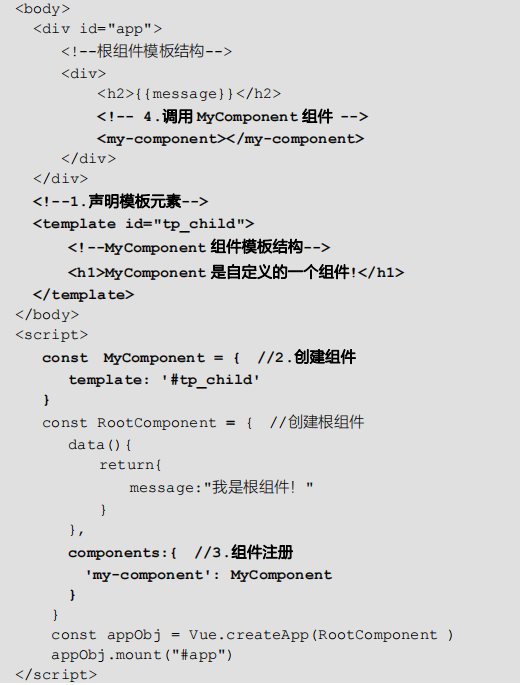 <body>
<div id="app">
<!--根组件模板结构-->
<div>
<h2>{{message}}</h2>
<!-- 4.调用 MyComponent 组件 -->
<my-component></my-component>
</div>
</div>
<!--1.声明模板元素-->
<template id="tp_child">
<!--MyComponent 组件模板结构-->
<h1>MyComponent 是自定义的一个组件!</h1>
</template>
</body>
<script>
const MyComponent = { //2.创建组件
template: '#tp_child'
}
const RootComponent = { //创建根组件
data(){
return{
message:"我是根组件！"
}
},
components:{ //3.组件注册
'my-component': MyComponent
}
}
const appObj = Vue.createApp(RootComponent )
appObj.mount("#app")
</script>